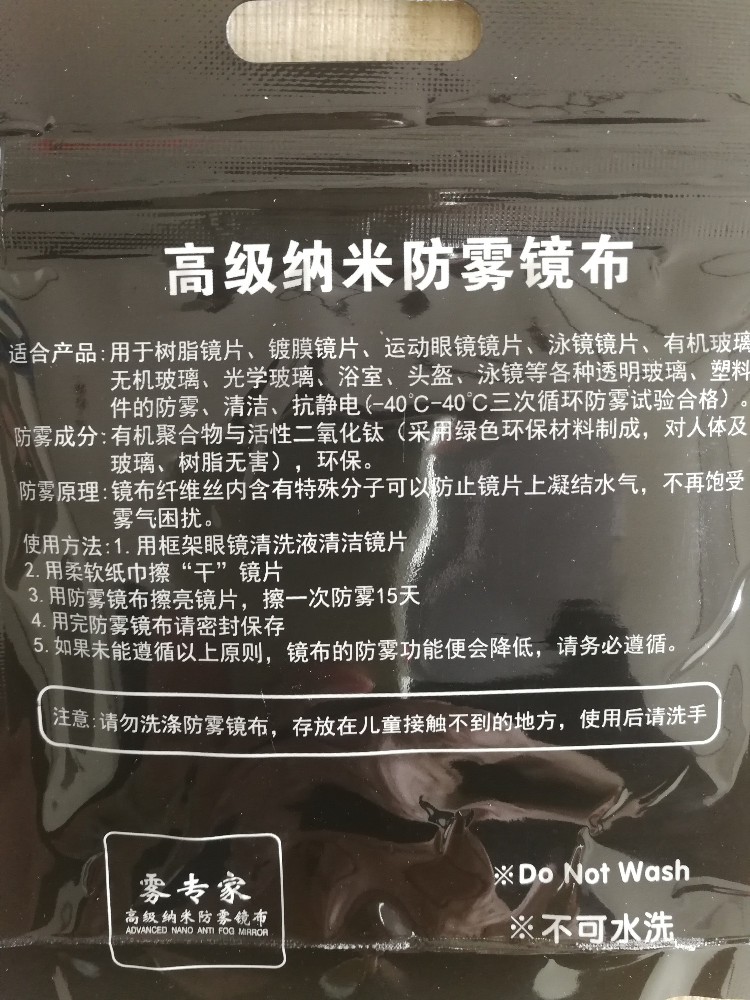 高级纳米防雾镜布
适合产品:用于树脂镜片、镀膜镜片、运动眼镜镜片、泳镜镜片、有机玻璃
无机玻璃、光学玻璃、浴室、头盔、泳镜等各种透明玻璃、塑料
件的防雾、清洁、抗静电(-40℃-40℃三次循环防雾试验合格)。
防雾成分:有机聚合物与活性二氧化钛(采用绿色环保材料制成，对人体及
玻璃、树脂无害)，环保。
防雾原理:镜布纤维丝内含有特殊分子可以防止镜片上凝结水气，不再饱受
雾气困扰。
使用方法:1. 用框架眼镜清洗液清洁镜片
2. 用柔软纸巾擦“干”镜片
3. 用防雾镜布擦亮镜片，擦一次防雾15天
4. 用完防雾镜布请密封保存
5. 如果未能遵循以上原则，镜布的防雾功能便会降低，请务必遵循。
注意:请勿洗涤防雾镜布，存放在儿童接触不到的地方，使用后请洗手
雾专家
高级纳米防雾镜布
ADVANCED NANO ANTI FOG MIRROR
※Do Not Wash
※不可水洗